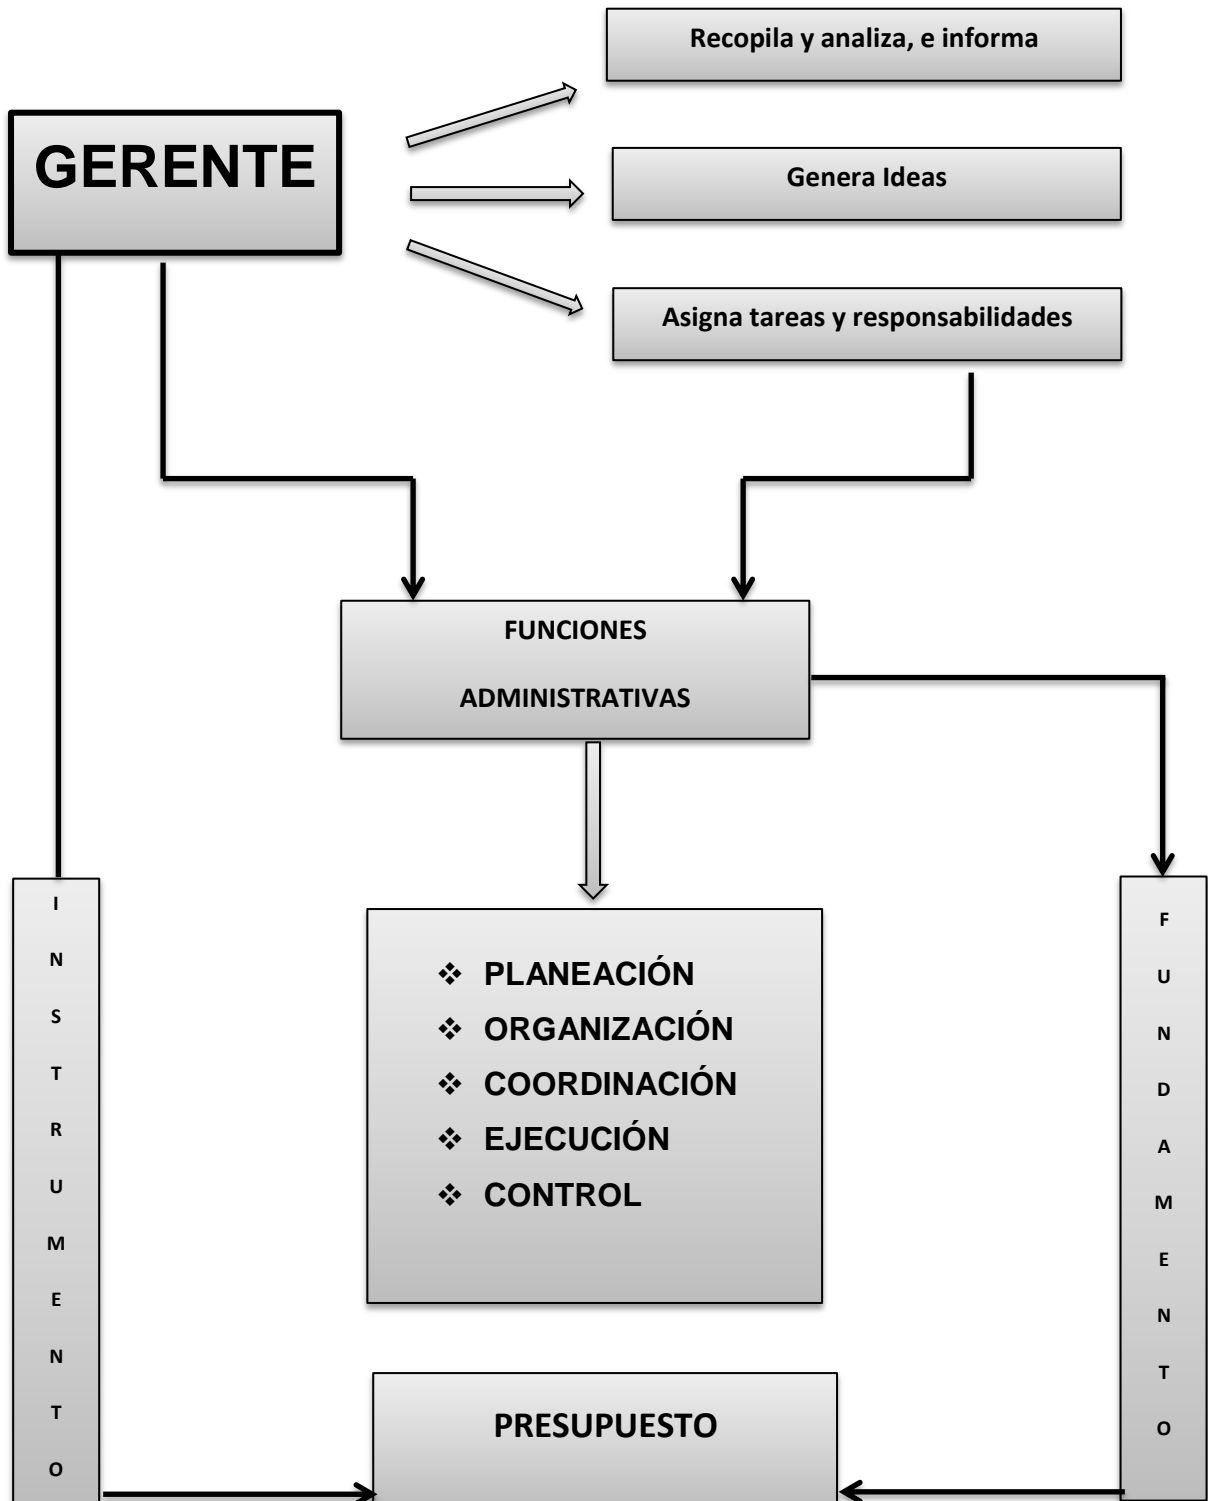 Recopila y analiza, e informa
GERENTE
Genera Ideas
Asigna tareas y responsabilidades
FUNCIONES
ADMINISTRATIVAS
I
N
S
T
R
U
M
E
N
T
O
❖ PLANEACIÓN
❖ ORGANIZACIÓN
❖ COORDINACIÓN
❖ EJECUCIÓN
❖ CONTROL
F
U
N
D
A
M
E
N
T
O
PRESUPUESTO